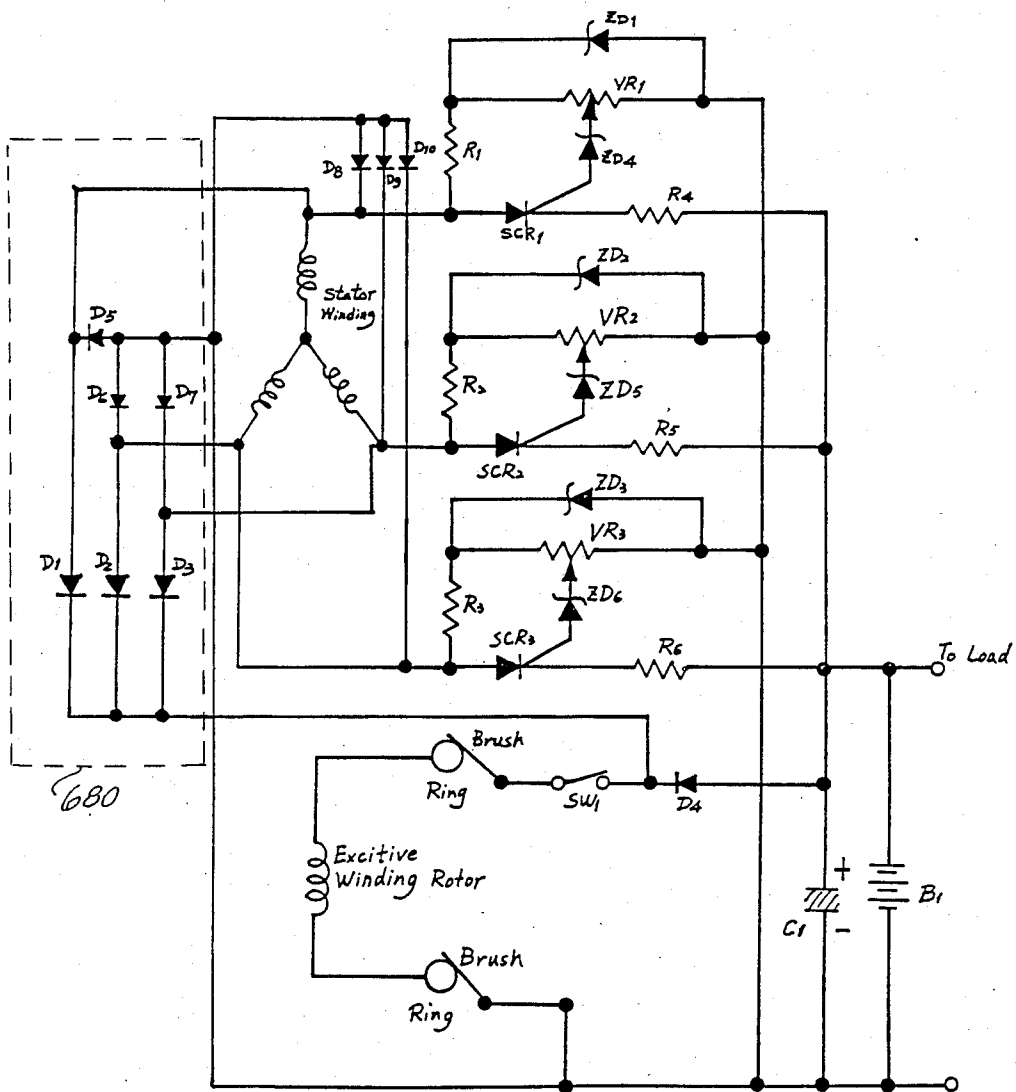 ZD1
VR1
D8
D9
D10
R1
ZD4
R4
SCR1
ZD2
Stator
Winding
D5
VR2
D6
D7
R2
ZD5
R5
SCR2
ZD3
VR3
D1
D2
D3
R3
ZD6
SCR3
R6
To Load
Brush
Ring
SW1
D4
680
Excitive
Winding Rotor
+
B1
C1
-
Brush
Ring